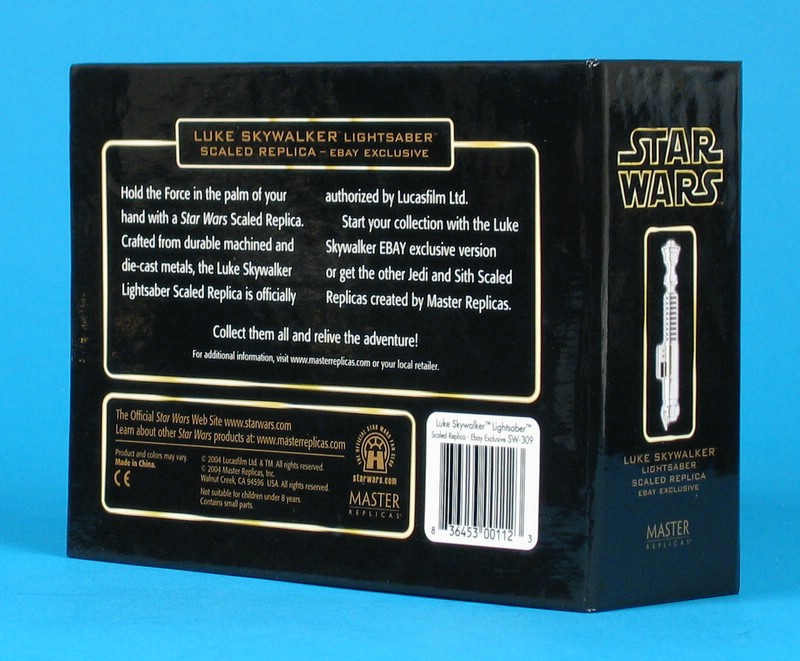 LUKE SKYWALKER™ LIGHTSABER™
SCALED REPLICA – EBAY EXCLUSIVE
Hold the Force in the palm of your
hand with a Star Wars Scaled Replica.
Crafted from durable machined and
die-cast metals, the Luke Skywalker
Lightsaber Scaled Replica is officially
authorized by Lucasfilm Ltd.
Start your collection with the Luke
Skywalker EBAY exclusive version
or get the other Jedi and Sith Scaled
Replicas created by Master Replicas.
Collect them all and relive the adventure!
For additional information, visit www.masterreplicas.com or your local retailer.
The Official Star Wars Web Site www.starwars.com
Learn about other Star Wars products at: www.masterreplicas.com
Product and colors may vary.
Made in China.
CE
© 2004 Lucasfilm Ltd. & TM. All rights reserved.
© 2004 Master Replicas, Inc.
Walnut Creek, CA 94596 USA. All rights reserved.
Not suitable for children under 8 years.
Contains small parts.
THE OFFICIAL STAR WARS FAN CLUB
starwars.com
MASTER
REPLICAS
Luke Skywalker™ Lightsaber™
Scaled Replica - Ebay Exclusive SW-309
8 36453 00112 3
STAR
WARS
LUKE SKYWALKER™
LIGHTSABER™
SCALED REPLICA
EBAY EXCLUSIVE
MASTER
REPLICAS